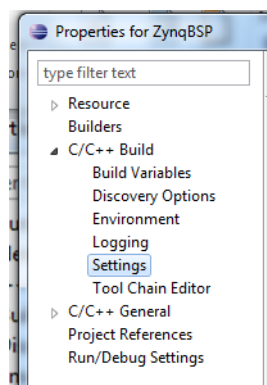 Properties for ZynqBSP
type filter text
Resource
Builders
C/C++ Build
Build Variables
Discovery Options
Environment
Logging
Settings
Tool Chain Editor
C/C++ General
Project References
Run/Debug Settings